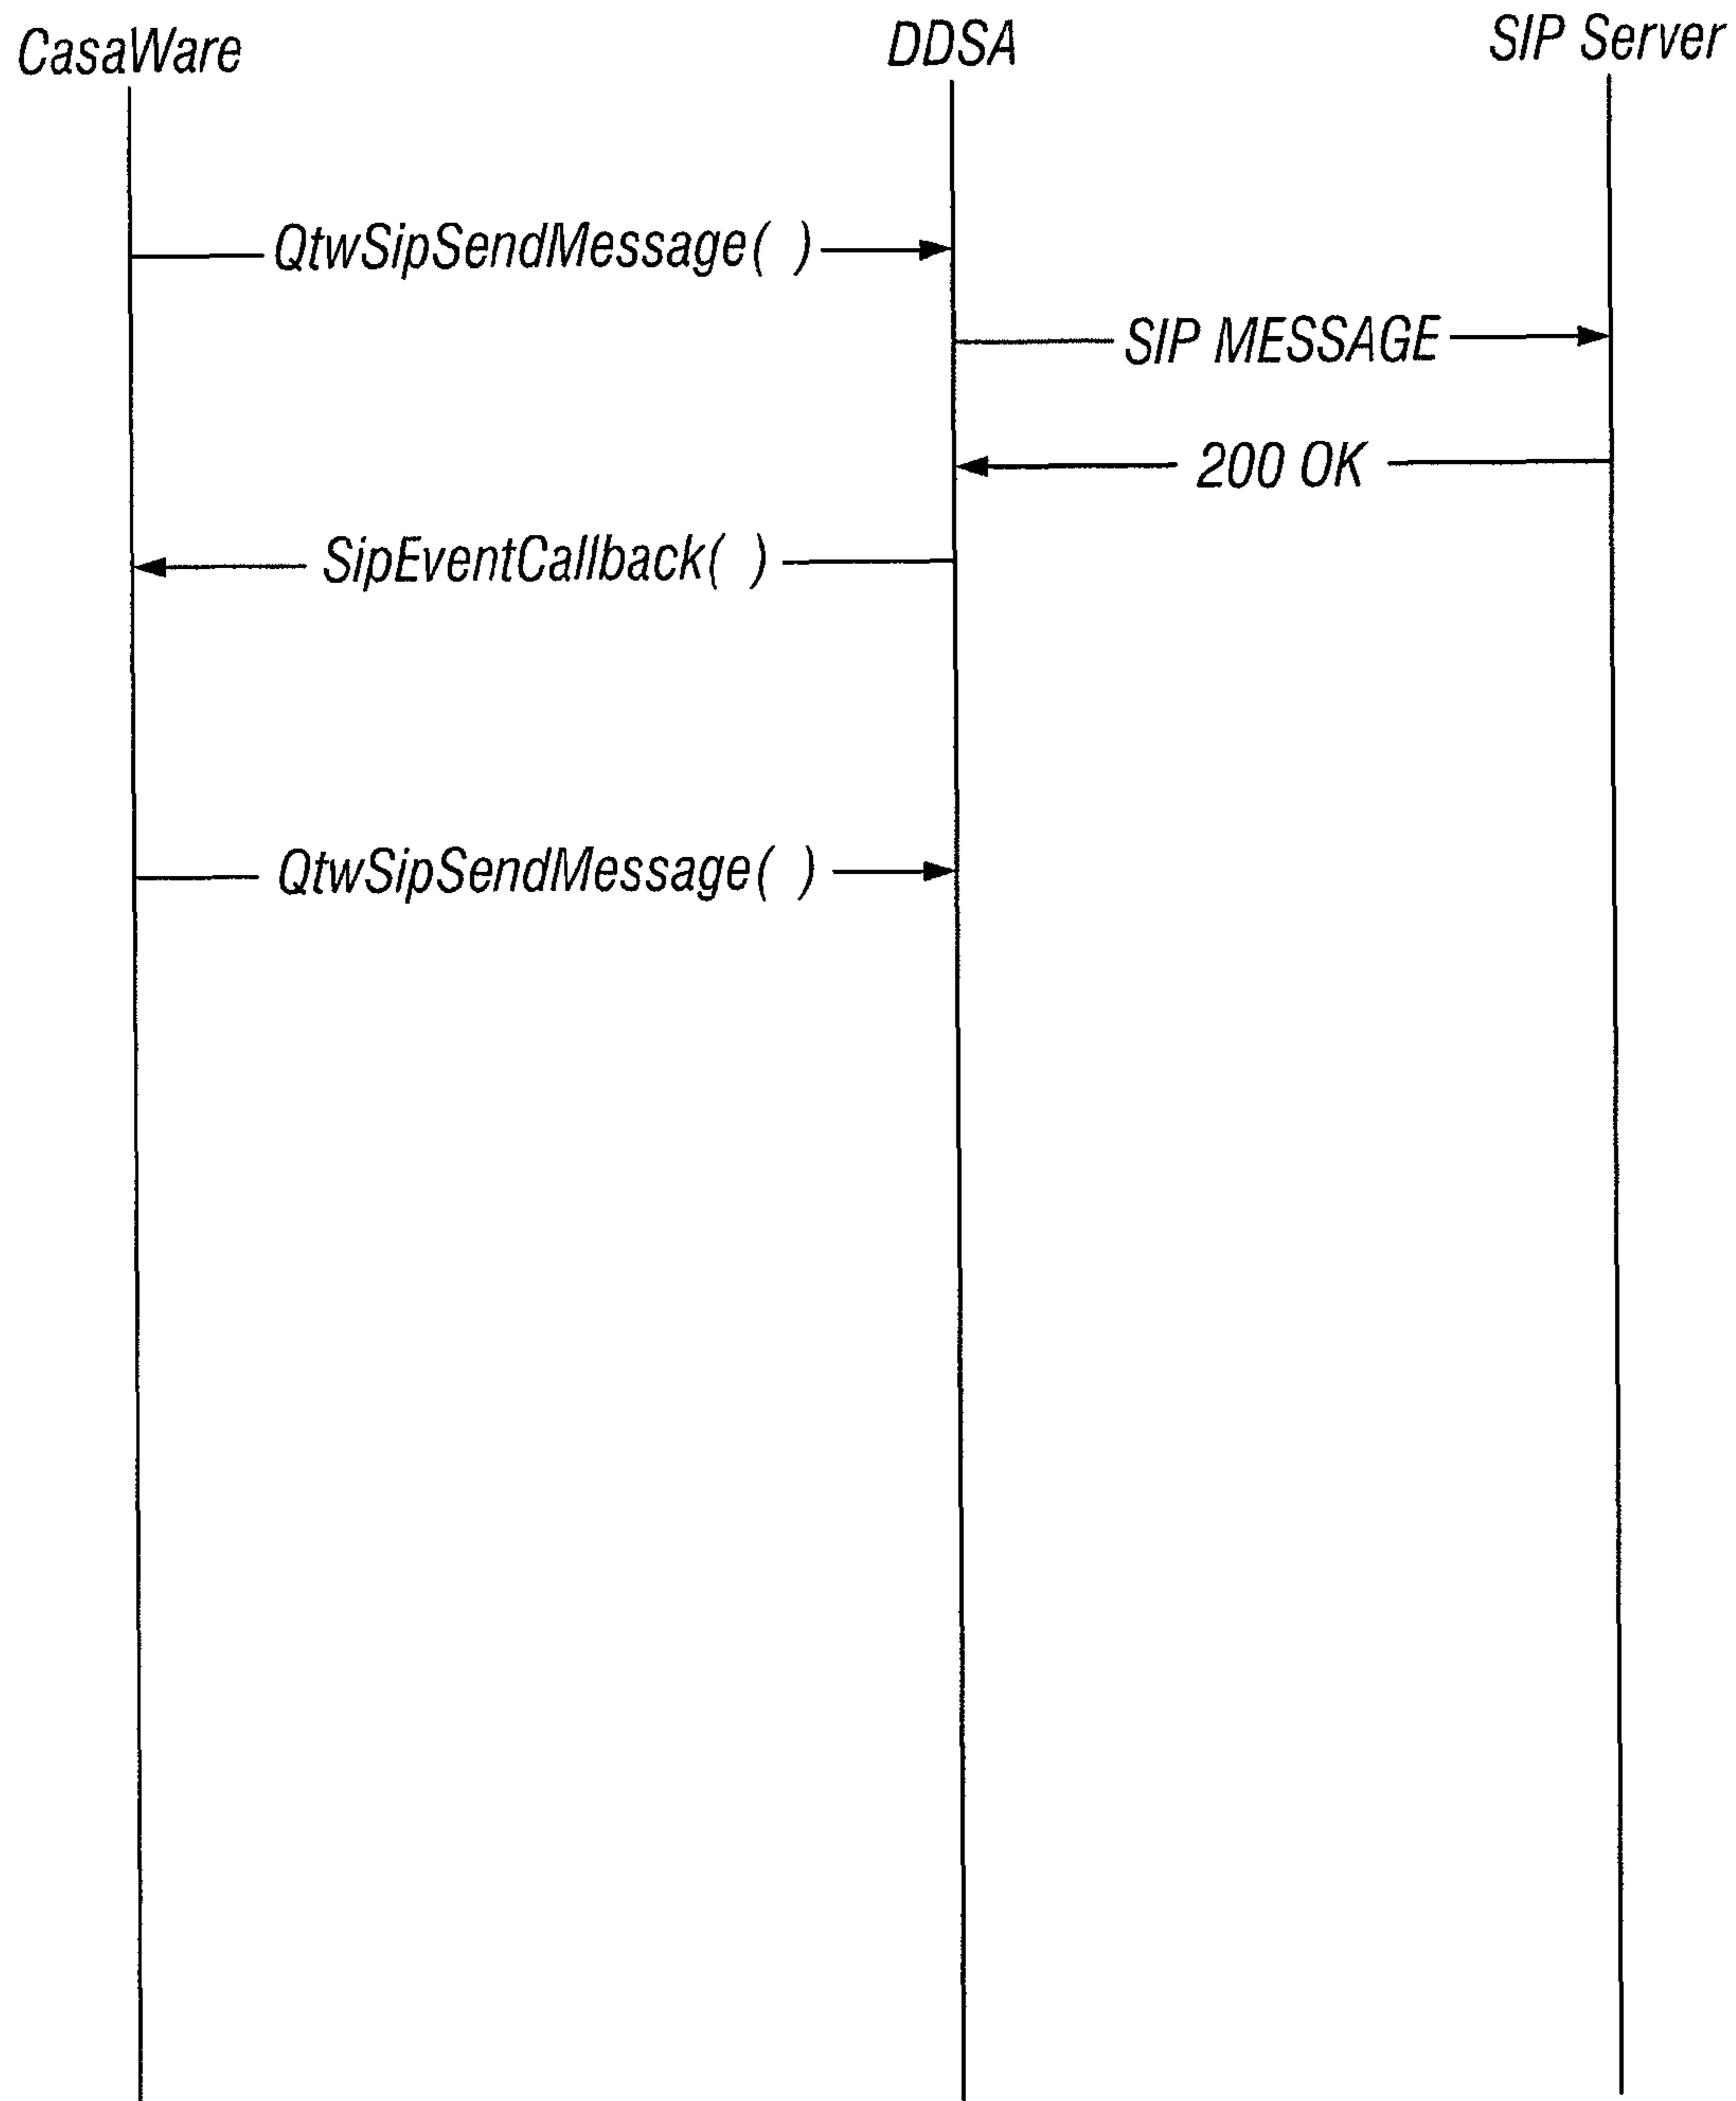 CasaWare
DDSA
SIP Server
QtwSipSendMessage( )
SIP MESSAGE
200 OK
SipEventCallback( )
QtwSipSendMessage( )